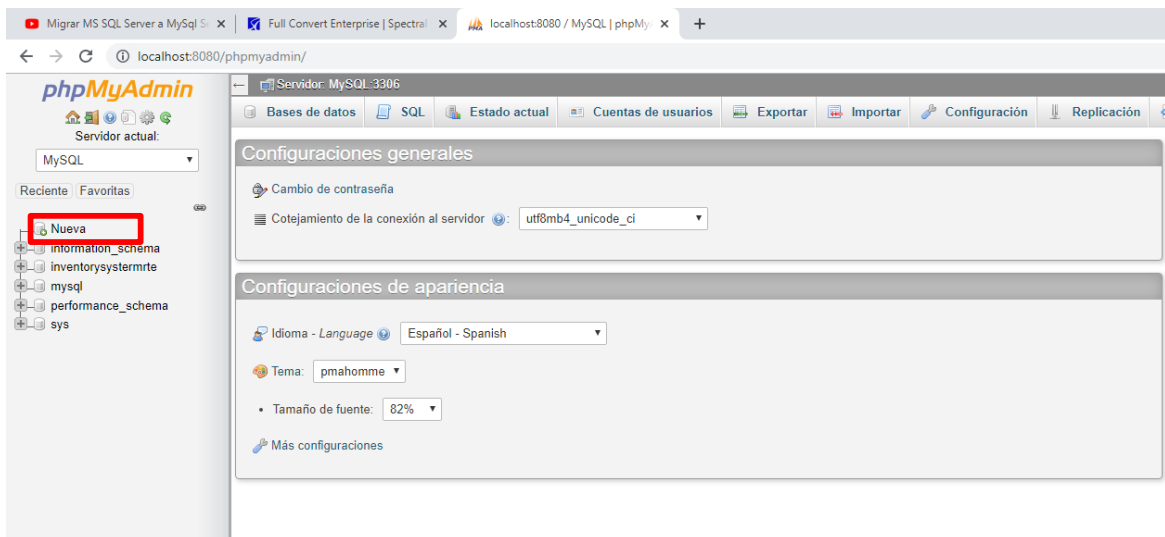 Migrar MS SQL Server a MySql S
Full Convert Enterprise | Spectral
localhost:8080 / MySQL | phpMy
localhost:8080/phpmyadmin/
phpMyAdmin
Servidor actual:
MySQL
Reciente Favoritas
Nueva
information_schema
inventorysystermrte
mysql
performance_schema
sys
Servidor: MySQL:3306
Bases de datos SQL Estado actual Cuentas de usuarios Exportar Importar Configuración Replicación
Configuraciones generales
Cambio de contraseña
Cotejamiento de la conexión al servidor : utf8mb4_unicode_ci
Configuraciones de apariencia
Idioma - Language Español - Spanish
Tema: pmahomme
Tamaño de fuente: 82%
Más configuraciones